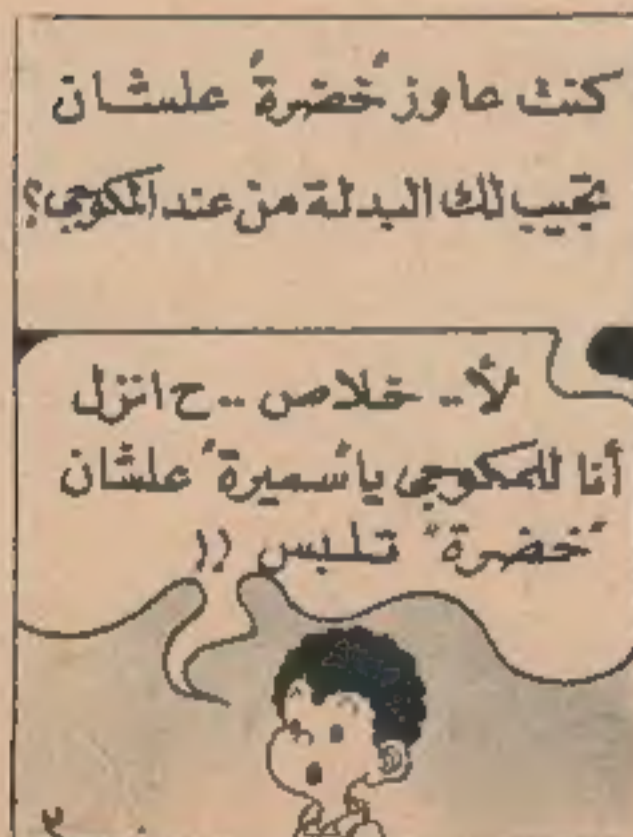 كنت عاوز "خضرة" علشان
تجيب لك البدلة من عند المكوجي؟
لأ.. خلاص .. ح انزل
أنا للمكوجي يا "سميرة" علشان
"خضرة" تلبس !!
٣